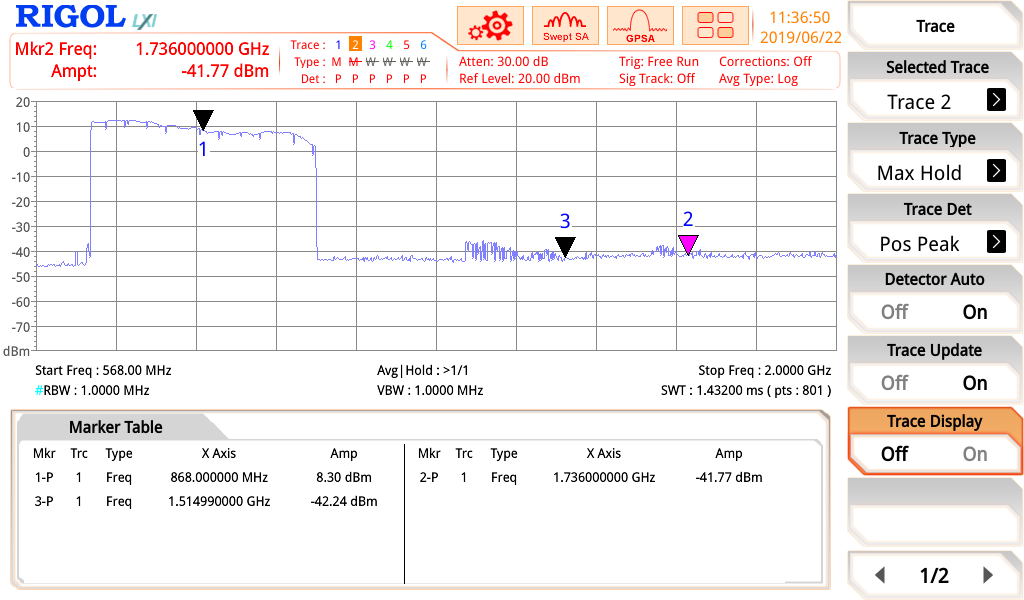 RIGOL LXI
Mkr2 Freq: 1.736000000 GHz
Ampt: -41.77 dBm
Trace : 1 2 3 4 5 6
Type : M M W W W W
Det : P P P P P P
Swept SA
GPSA
11:36:50
2019/06/22
Atten: 30.00 dB Trig: Free Run Corrections: Off
Ref Level: 20.00 dBm Sig Track: Off Avg Type: Log
20
10
0
-10
-20
-30
-40
-50
-60
-70
dBm
1
3
2
Start Freq : 568.00 MHz Avg|Hold : >1/1 Stop Freq : 2.0000 GHz
#RBW : 1.0000 MHz VBW : 1.0000 MHz SWT : 1.43200 ms ( pts : 801 )
Marker Table
Mkr Trc Type X Axis Amp Mkr Trc Type X Axis Amp
1-P 1 Freq 868.000000 MHz 8.30 dBm 2-P 1 Freq 1.736000000 GHz -41.77 dBm
3-P 1 Freq 1.514990000 GHz -42.24 dBm
Trace
Selected Trace
Trace 2
Trace Type
Max Hold
Trace Det
Pos Peak
Detector Auto
Off On
Trace Update
Off On
Trace Display
Off On
1/2